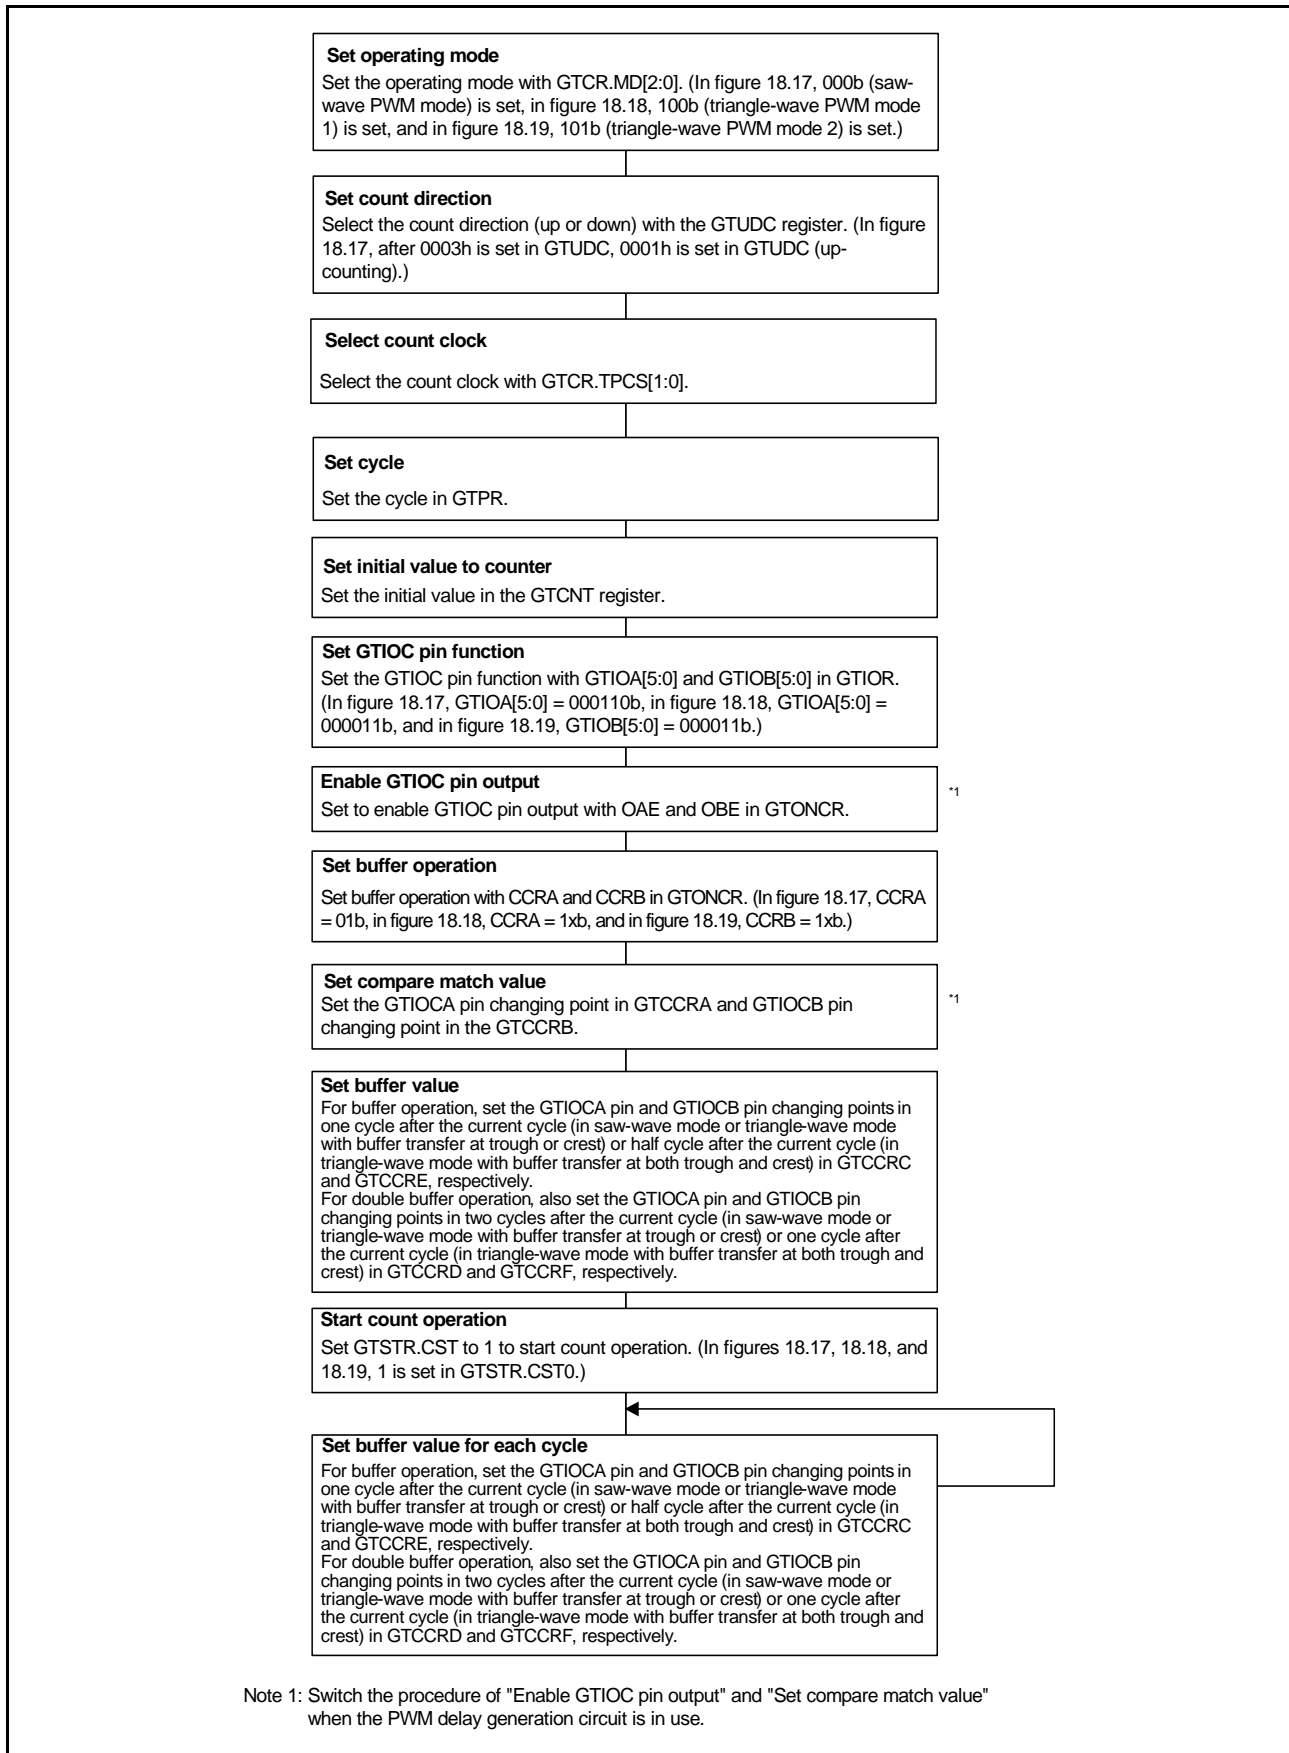 Set operating mode
Set the operating mode with GTCR.MD[2:0]. (In figure 18.17, 000b (saw-
wave PWM mode) is set, in figure 18.18, 100b (triangle-wave PWM mode
1) is set, and in figure 18.19, 101b (triangle-wave PWM mode 2) is set.)
Set count direction
Select the count direction (up or down) with the GTUDC register. (In figure
18.17, after 0003h is set in GTUDC, 0001h is set in GTUDC (up-
counting).)
Select count clock
Select the count clock with GTCR.TPCS[1:0].
Set cycle
Set the cycle in GTPR.
Set initial value to counter
Set the initial value in the GTCNT register.
Set GTIOC pin function
Set the GTIOC pin function with GTIOA[5:0] and GTIOB[5:0] in GTIOR.
(In figure 18.17, GTIOA[5:0] = 000110b, in figure 18.18, GTIOA[5:0] =
000011b, and in figure 18.19, GTIOB[5:0] = 000011b.)
Enable GTIOC pin output
*1
Set to enable GTIOC pin output with OAE and OBE in GTONCR.
Set buffer operation
Set buffer operation with CCRA and CCRB in GTONCR. (In figure 18.17, CCRA
= 01b, in figure 18.18, CCRA = 1xb, and in figure 18.19, CCRB = 1xb.)
Set compare match value
*1
Set the GTIOCA pin changing point in GTCCRA and GTIOCB pin
changing point in the GTCCRB.
Set buffer value
For buffer operation, set the GTIOCA pin and GTIOCB pin changing points in
one cycle after the current cycle (in saw-wave mode or triangle-wave mode
with buffer transfer at trough or crest) or half cycle after the current cycle (in
triangle-wave mode with buffer transfer at both trough and crest) in GTCCRC
and GTCCRE, respectively.
For double buffer operation, also set the GTIOCA pin and GTIOCB pin
changing points in two cycles after the current cycle (in saw-wave mode or
triangle-wave mode with buffer transfer at trough or crest) or one cycle after
the current cycle (in triangle-wave mode with buffer transfer at both trough and
crest) in GTCCRD and GTCCRF, respectively.
Start count operation
Set GTSTR.CST to 1 to start count operation. (In figures 18.17, 18.18, and
18.19, 1 is set in GTSTR.CST0.)
Set buffer value for each cycle
For buffer operation, set the GTIOCA pin and GTIOCB pin changing points in
one cycle after the current cycle (in saw-wave mode or triangle-wave mode
with buffer transfer at trough or crest) or half cycle after the current cycle (in
triangle-wave mode with buffer transfer at both trough and crest) in GTCCRC
and GTCCRE, respectively.
For double buffer operation, also set the GTIOCA pin and GTIOCB pin
changing points in two cycles after the current cycle (in saw-wave mode or
triangle-wave mode with buffer transfer at trough or crest) or one cycle after
the current cycle (in triangle-wave mode with buffer transfer at both trough and
crest) in GTCCRD and GTCCRF, respectively.
Note 1: Switch the procedure of "Enable GTIOC pin output" and "Set compare match value"
when the PWM delay generation circuit is in use.